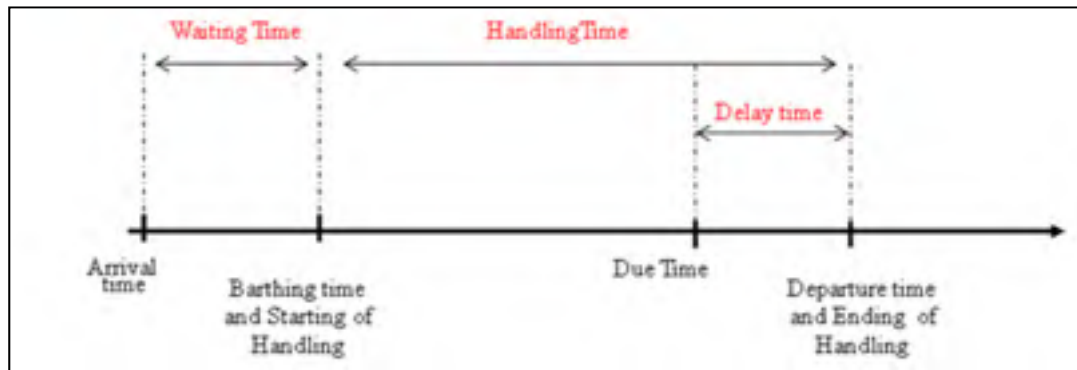 Waiting Time
HandlingTime
Delay time
Arrival
time
Barthing time
and Starting of
Handling
Due Time
Departure time
and Ending of
Handling